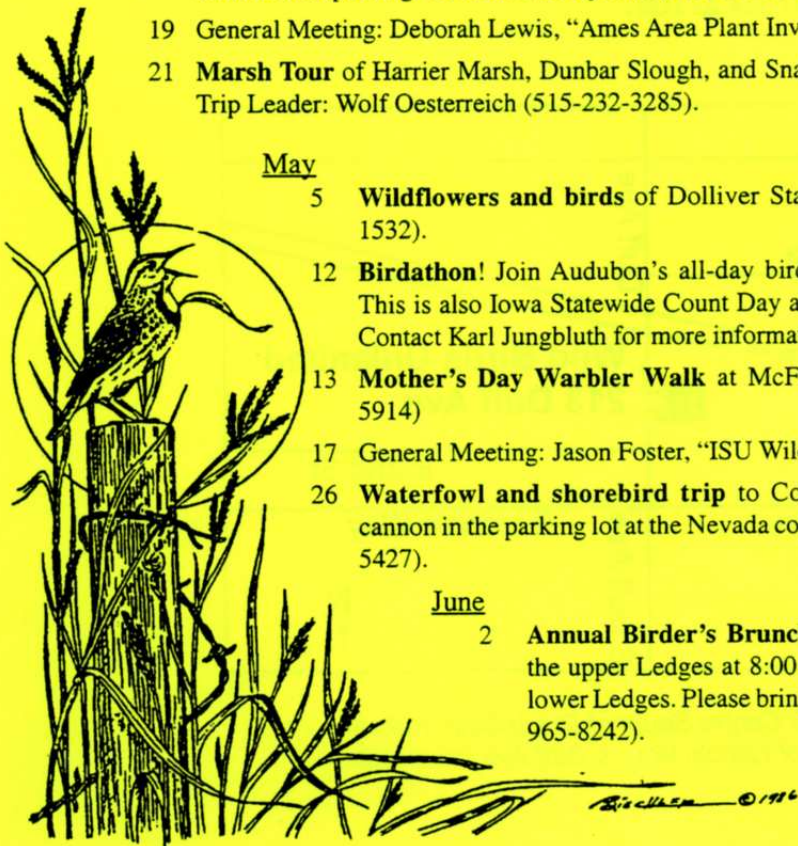 19 General Meeting: Deborah Lewis, “Ames Area Plant Inv
21 Marsh Tour of Harrier Marsh, Dunbar Slough, and Sna
Trip Leader: Wolf Oesterreich (515-232-3285).
May
5 Wildflowers and birds of Dolliver Sta
1532).
12 Birdathon! Join Audubon's all-day bird
This is also Iowa Statewide Count Day a
Contact Karl Jungbluth for more informa
13 Mother's Day Warbler Walk at McF
5914)
17 General Meeting: Jason Foster, “ISU Wil
26 Waterfowl and shorebird trip to Co
cannon in the parking lot at the Nevada co
5427).
June
2 Annual Birder's Brunc
the upper Ledges at 8:00
lower Ledges. Please brin
965-8242).
©1986